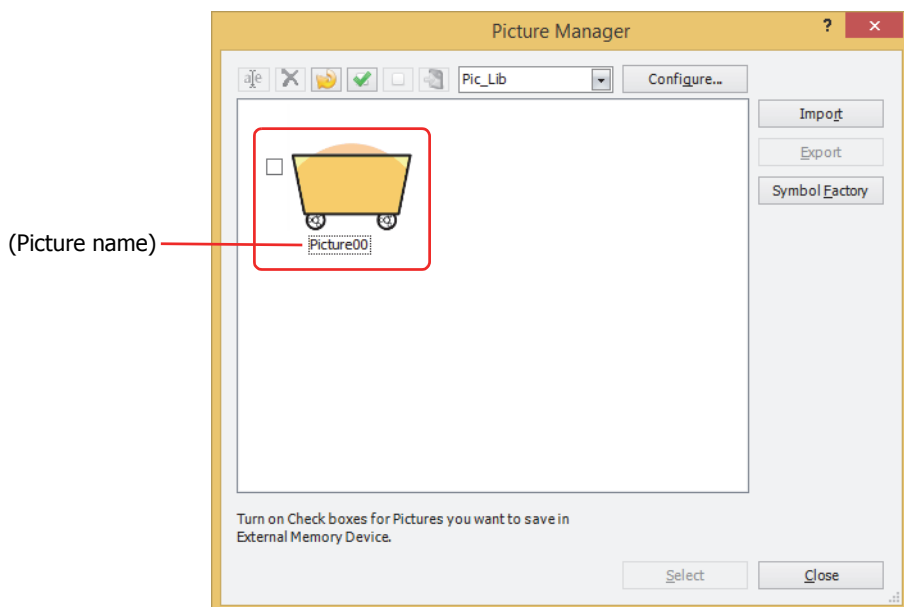 Picture Manager
?
×
a]e
Pic_Lib
Configure...
Import
Export
Symbol Factory
(Picture name)
Picture00
Turn on Check boxes for Pictures you want to save in
External Memory Device.
Select
Close